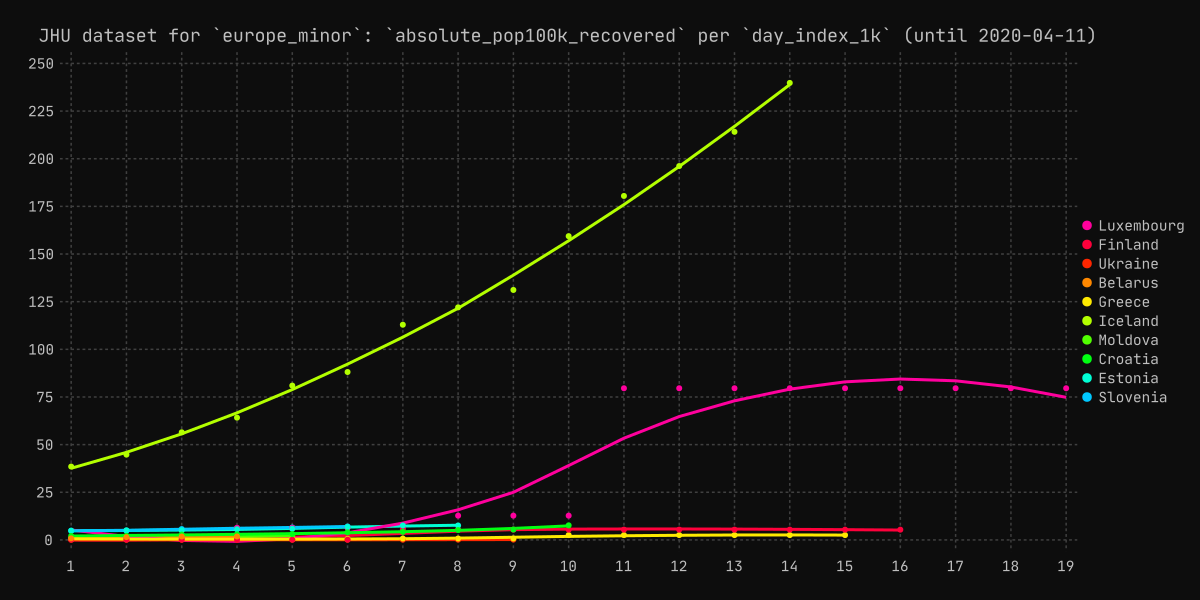 JHU dataset for `europe_minor`: `absolute_pop100k_recovered` per `day_index_1k` (until 2020-04-11)
250
225
200
175
150
125
100
75
50
25
0
1 2 3 4 5 6 7 8 9 10 11 12 13 14 15 16 17 18 19
Luxembourg
Finland
Ukraine
Belarus
Greece
Iceland
Moldova
Croatia
Estonia
Slovenia